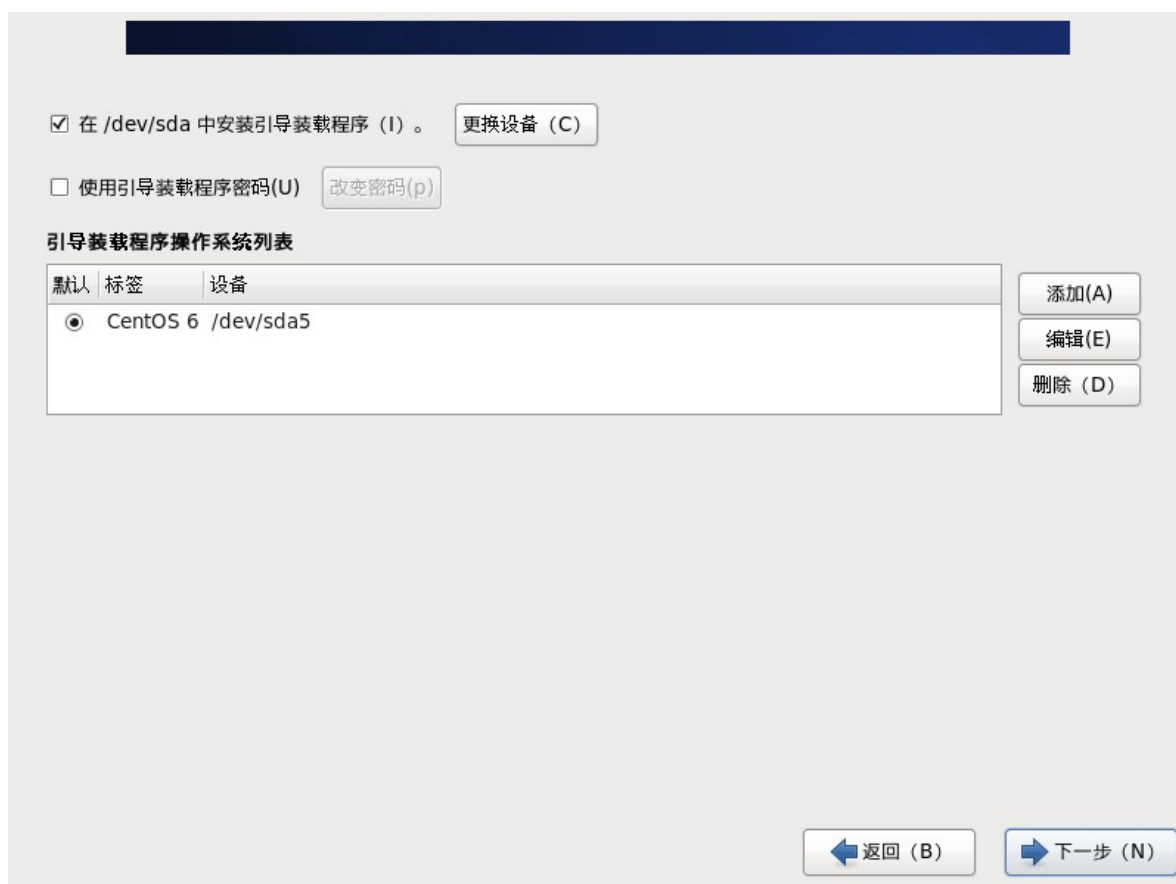 在 /dev/sda 中安装引导装载程序（I）。 更换设备（C）
使用引导装载程序密码(U) 改变密码(p)
引导装载程序操作系统列表
默认 标签 设备
CentOS 6 /dev/sda5
添加(A)
编辑(E)
删除（D）
返回（B） 下一步（N）